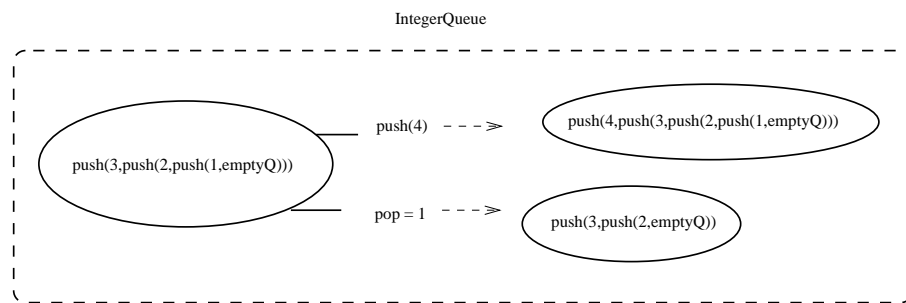 IntegerQueue
push(3,push(2,push(1,emptyQ)))
push(4)
push(4,push(3,push(2,push(1,emptyQ)))
pop = 1
push(3,push(2,emptyQ))